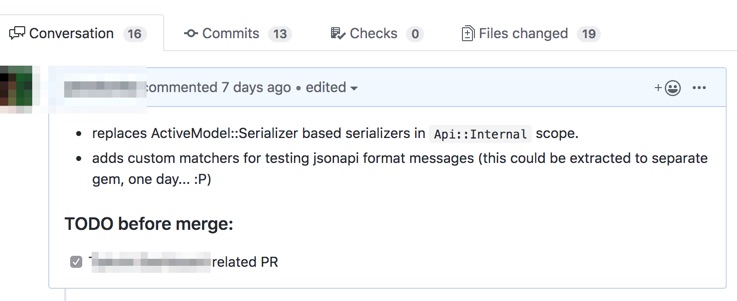 Conversation 16 Commits 13 Checks 0 Files changed 19
commented 7 days ago • edited
replaces ActiveModel::Serializer based serializers in Api::Internal scope.
adds custom matchers for testing jsonapi format messages (this could be extracted to separate
gem, one day... :P)
TODO before merge:
related PR